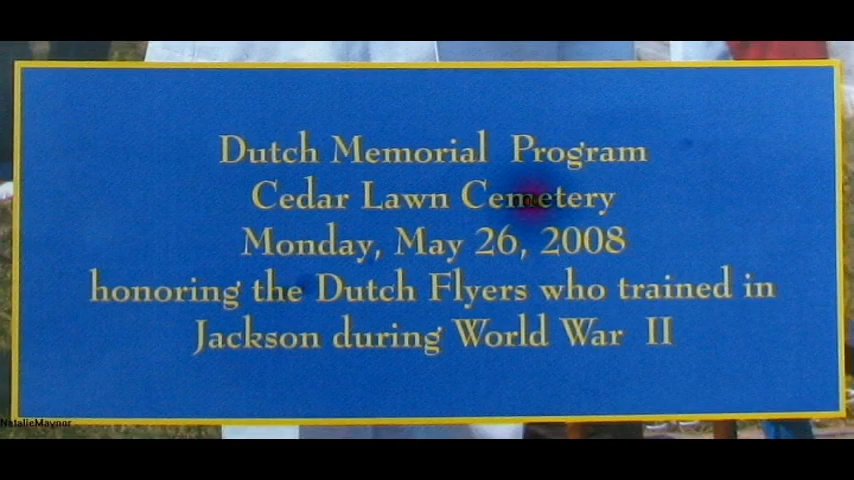 Dutch Memorial Program
Cedar Lawn Cemetery
Monday, May 26, 2008
honoring the Dutch Flyers who trained in
Jackson during World War II
NatalieMaynor